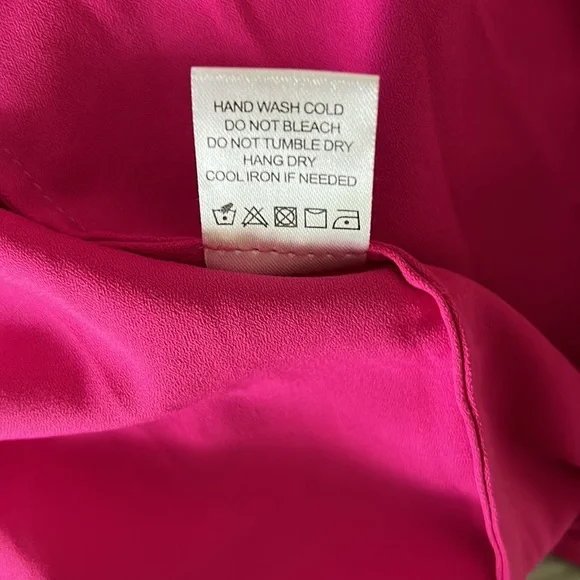 HAND WASH COLD
DO NOT BLEACH
DO NOT TUMBLE DRY
HANG DRY
COOL IRON IF NEEDED